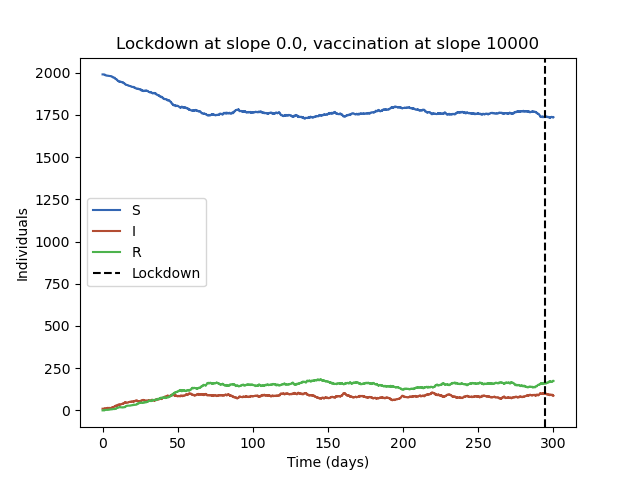 Lockdown at slope 0.0, vaccination at slope 10000
2000
1750
1500
1250
1000
750
500
250
0
Individuals
S
I
R
Lockdown
0 50 100 150 200 250 300
Time (days)